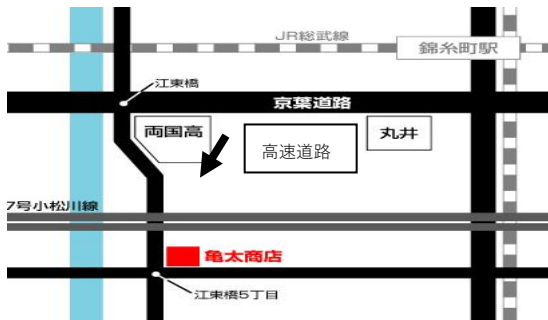 JR総武線
錦糸町駅
江東橋
京葉道路
両国高
高速道路
丸井
7号小松川線
亀太商店
江東橋5丁目